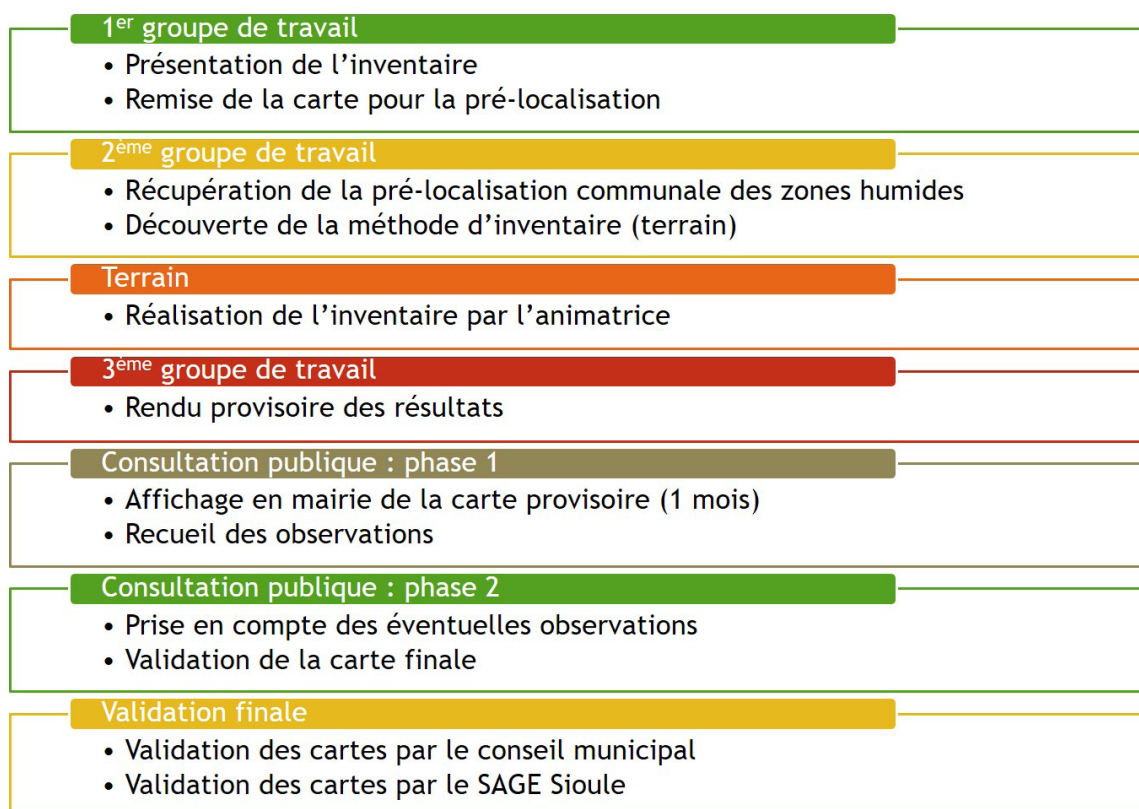 1er groupe de travail
• Présentation de l’inventaire
• Remise de la carte pour la pré-localisation
2ème groupe de travail
• Récupération de la pré-localisation communale des zones humides
• Découverte de la méthode d’inventaire (terrain)
Terrain
• Réalisation de l’inventaire par l’animatrice
3ème groupe de travail
• Rendu provisoire des résultats
Consultation publique : phase 1
• Affichage en mairie de la carte provisoire (1 mois)
• Recueil des observations
Consultation publique : phase 2
• Prise en compte des éventuelles observations
• Validation de la carte finale
Validation finale
• Validation des cartes par le conseil municipal
• Validation des cartes par le SAGE Sioule